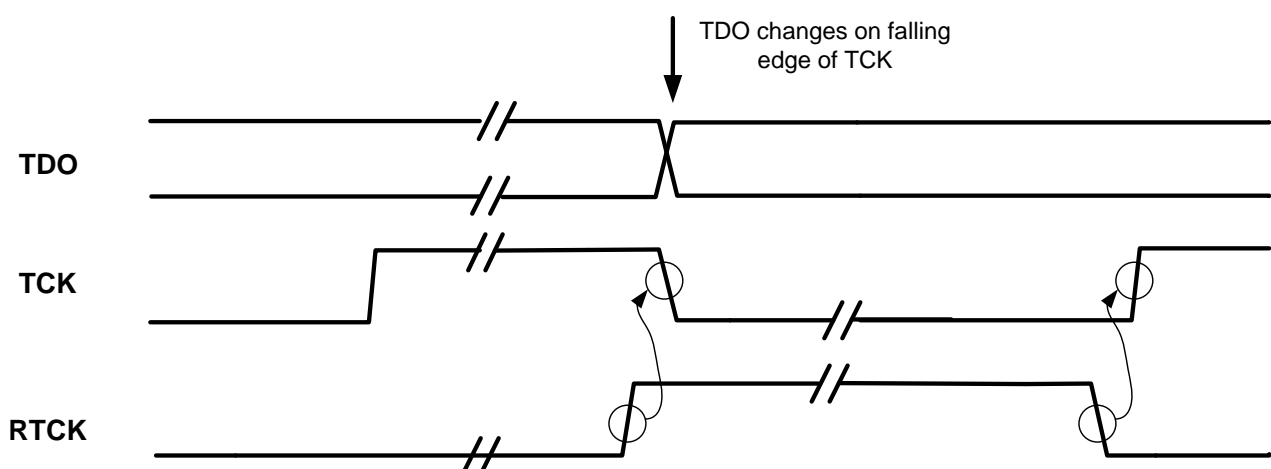 TDO changes on falling
edge of TCK
TDO
TCK
RTCK